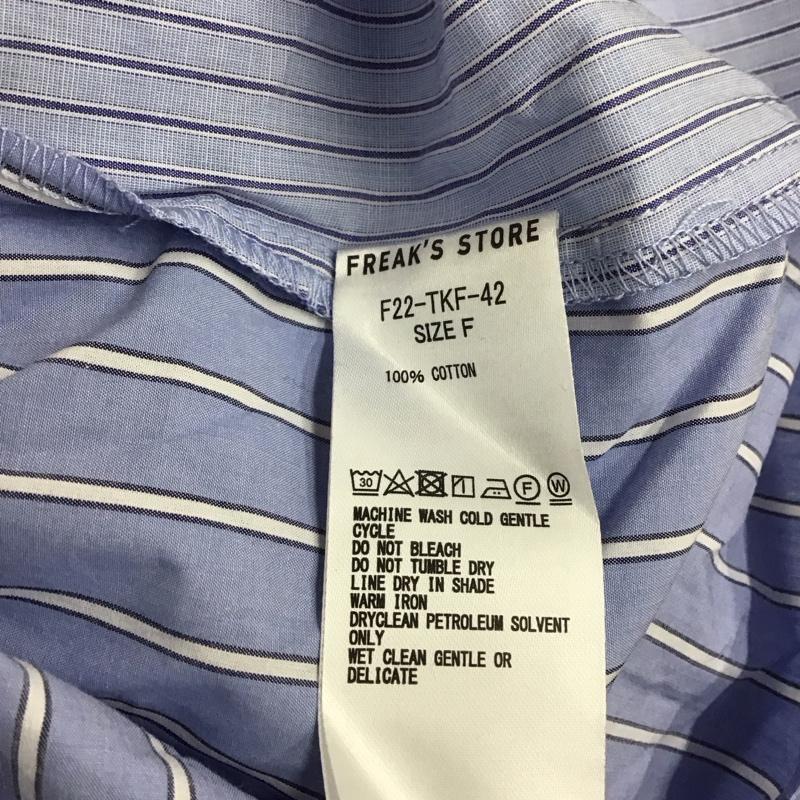 FREAK'S STORE
F22-TKF-42
SIZE F
100% COTTON
30 F W
MACHINE WASH COLD GENTLE
CYCLE
DO NOT BLEACH
DO NOT TUMBLE DRY
LINE DRY IN SHADE
WARM IRON
DRYCLEAN PETROLEUM SOLVENT
ONLY
WET CLEAN GENTLE OR
DELICATE